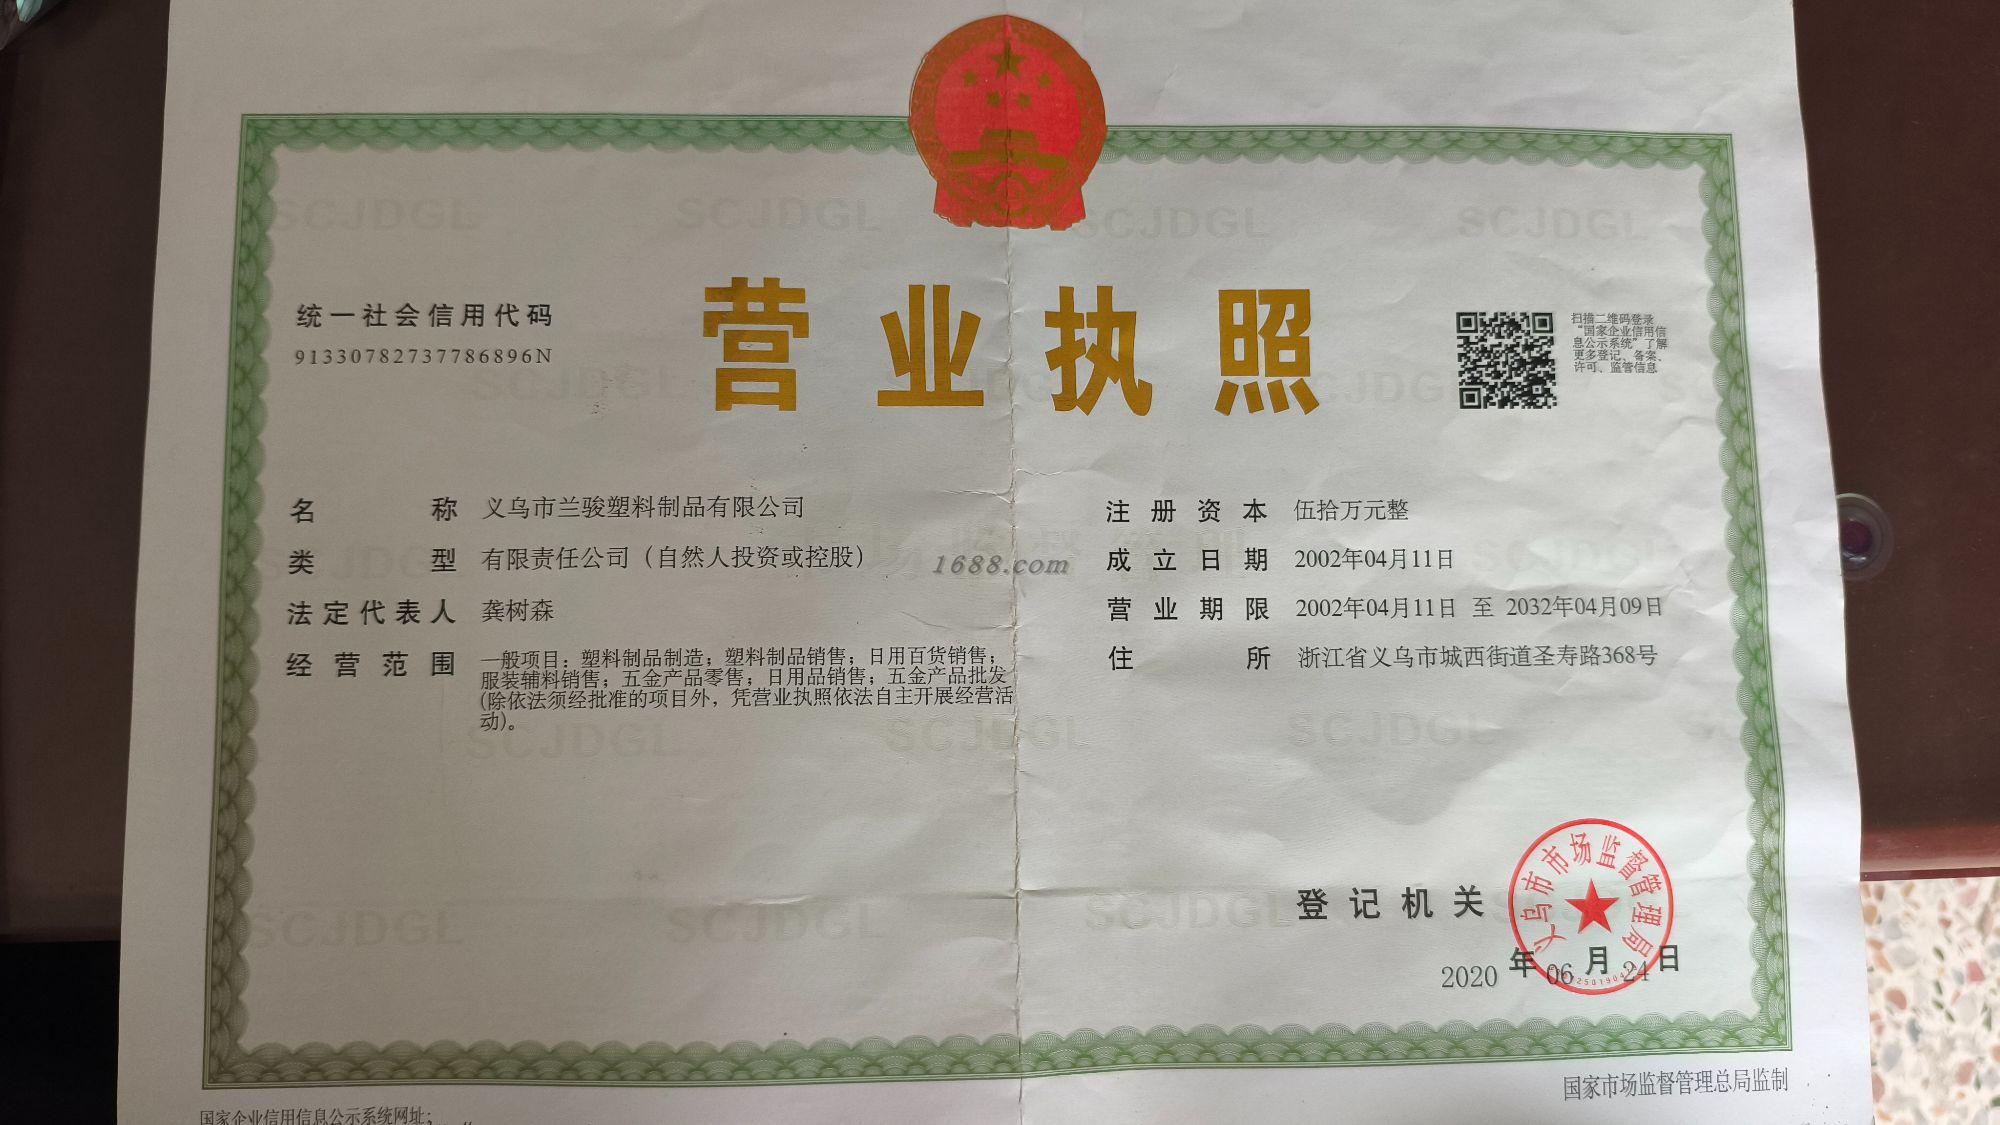 营业执照
统一社会信用代码
91330782737786896N
扫描二维码登录
“国家企业信用信
息公示系统”了解
更多登记、备案、
许可、监管信息
名称 义乌市兰骏塑料制品有限公司
类型 有限责任公司（自然人投资或控股）
法定代表人 龚树森
经营范围 一般项目：塑料制品制造；塑料制品销售；日用百货销售；
服装辅料销售；五金产品零售；日用品销售；五金产品批发
(除依法须经批准的项目外，凭营业执照依法自主开展经营活
动)。
1688.com
注册资本 伍拾万元整
成立日期 2002年04月11日
营业期限 2002年04月11日 至 2032年04月09日
住所 浙江省义乌市城西街道圣寿路368号
登记机关
义乌市市场监督管理局
2020 年 06 月 24 日
国家企业信用信息公示系统网址：
国家市场监督管理总局监制
SCJDGL